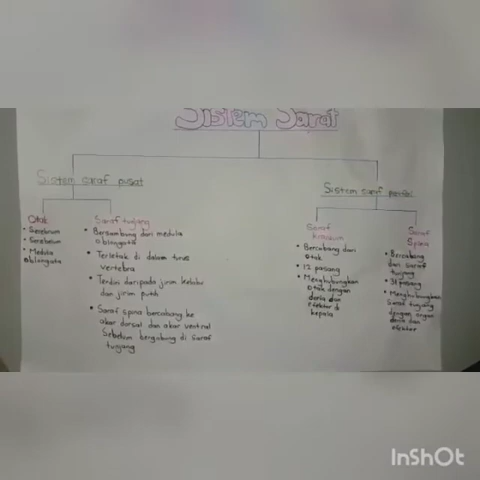 Sistem Saraf
Sistem saraf pusat
Otak
• Serebrum
• Serebelum
• Medula
oblongata
Saraf tunjang
• Bersambung dari medula
oblongata
• Terletak di dalam turus
vertebra
• Terdiri daripada jirim kelabu
dan jirim putih
• Saraf spina bercabang ke
akar dorsal dan akar ventral
Sebelum bergabung di saraf
tunjang
Sistem saraf periferi
Saraf
kranium
• Bercabang dari
Otak
• 12 pasang
• Menghubungkan
Otak dengan
deria dan
efektor di
kepala
Saraf
Spina
• Bercabang
dari saraf
tunjang
• 31 pasang
• Menghubungkan
Saraf tunjang
dengan organ
deria dan
efektor
InShOt